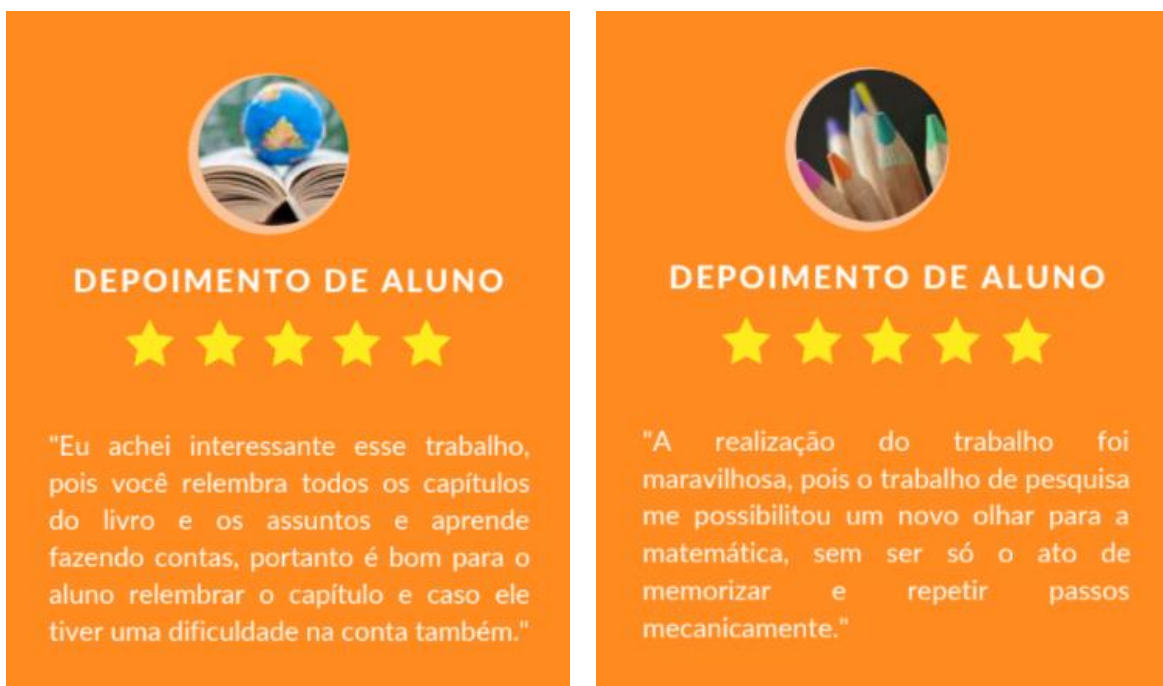 DEPOIMENTO DE ALUNO
"Eu achei interessante esse trabalho,
pois você relembra todos os capítulos
do livro e os assuntos e aprende
fazendo contas, portanto é bom para o
aluno relembrar o capítulo e caso ele
tiver uma dificuldade na conta também."
DEPOIMENTO DE ALUNO
"A realização do trabalho foi
maravilhosa, pois o trabalho de pesquisa
me possibilitou um novo olhar para a
matemática, sem ser só o ato de
memorizar e repetir passos
mecanicamente."